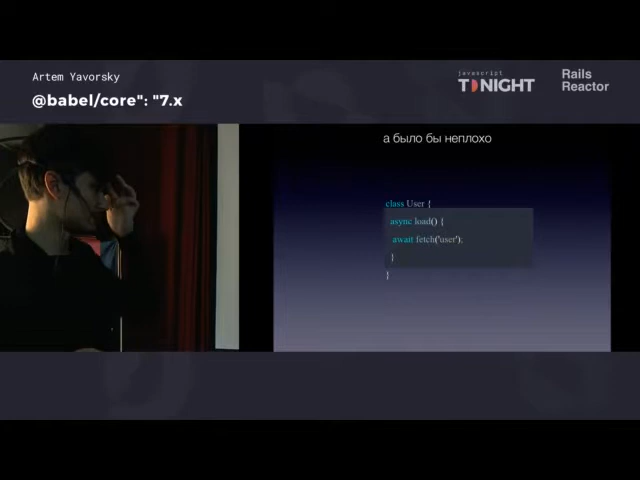 Artem Yavorsky
@babel/core": "7.x
javascript
TONIGHT
Rails
Reactor
а было бы неплохо
class User {
async load() {
await fetch('user');
}
}